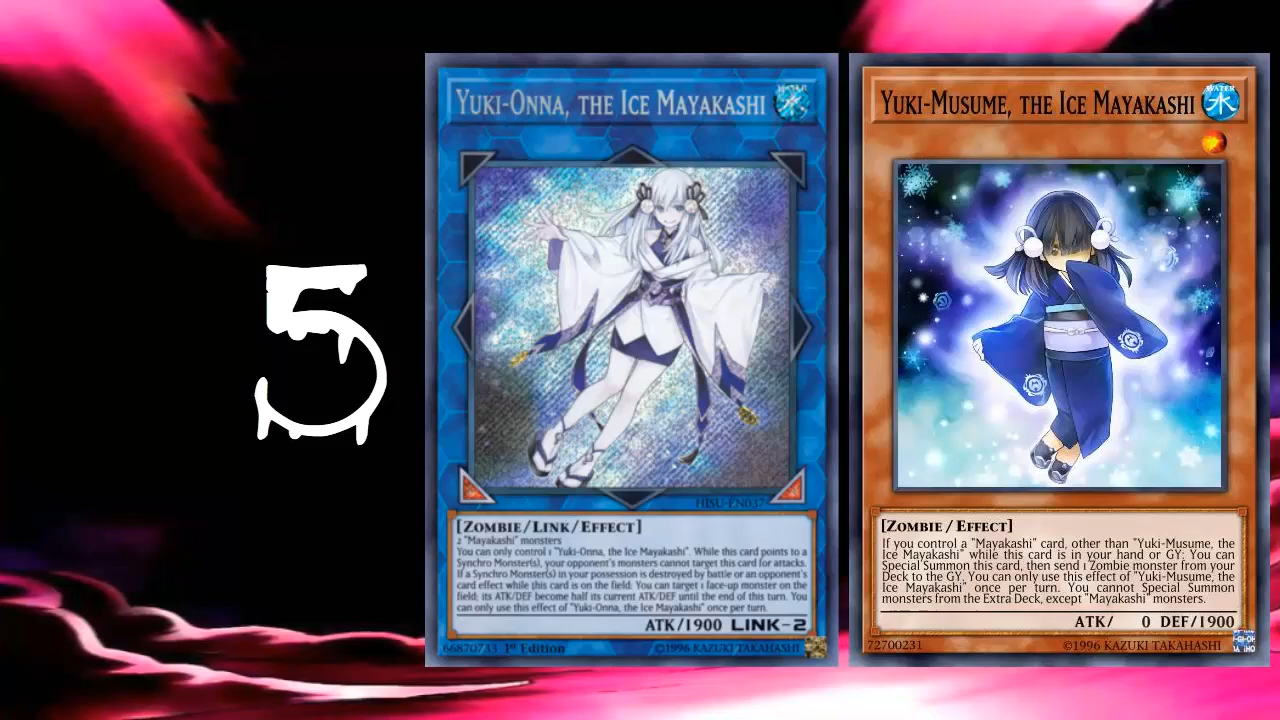 5
YUKI-ONNA, THE ICE MAYAKASHI
WATER
HISU-EN037
[ZOMBIE/LINK/EFFECT]
2 "Mayakashi" monsters
You can only control 1 "Yuki-Onna, the Ice Mayakashi". While this card points to a
Synchro Monster(s), your opponent's monsters cannot target this card for attacks.
If a Synchro Monster(s) in your possession is destroyed by battle or an opponent's
card effect while this card is on the field: You can target 1 face-up monster on the
field; its ATK/DEF become half its current ATK/DEF until the end of this turn. You
can only use this effect of "Yuki-Onna, the Ice Mayakashi" once per turn.
ATK/1900 LINK-2
66870733 1st Edition ©1996 KAZUKI TAKAHASHI
YUKI-MUSUME, THE ICE MAYAKASHI
WATER
水
[ZOMBIE / EFFECT]
If you control a "Mayakashi" card, other than "Yuki-Musume, the
Ice Mayakashi" while this card is in your hand or GY: You can
Special Summon this card, then send 1 Zombie monster from your
Deck to the GY. You can only use this effect of "Yuki-Musume, the
Ice Mayakashi" once per turn. You cannot Special Summon
monsters from the Extra Deck, except "Mayakashi" monsters.
ATK/ 0 DEF/1900
72700231 ©1996 KAZUKI TAKAHASHI